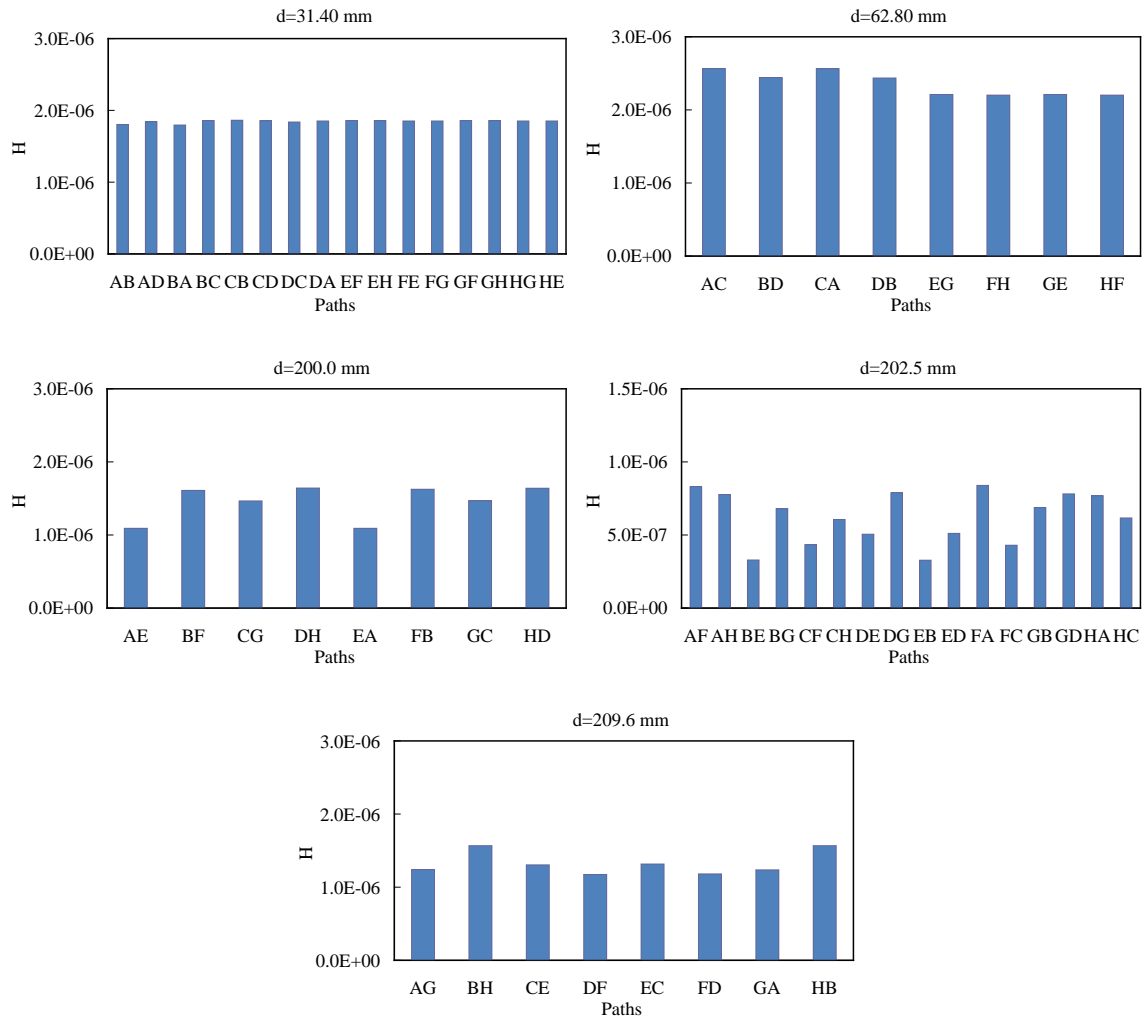 d=31.40 mm
3.0E-06
2.0E-06
1.0E-06
0.0E+00
H
AB AD BA BC CB CD DC DA EF EH FE FG GF GH HG HE
Paths
d=62.80 mm
3.0E-06
2.0E-06
1.0E-06
0.0E+00
H
AC BD CA DB EG FH GE HF
Paths
d=200.0 mm
3.0E-06
2.0E-06
1.0E-06
0.0E+00
H
AE BF CG DH EA FB GC HD
Paths
d=202.5 mm
1.5E-06
1.0E-06
5.0E-07
0.0E+00
H
AF AH BE BG CF CH DE DG EB ED FA FC GB GD HA HC
Paths
d=209.6 mm
3.0E-06
2.0E-06
1.0E-06
0.0E+00
H
AG BH CE DF EC FD GA HB
Paths